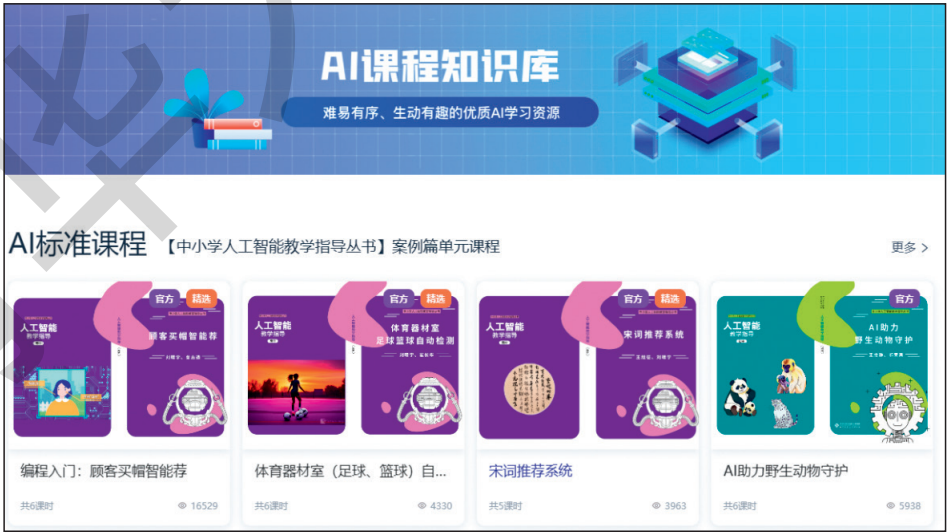 AI课程知识库
难易有序、生动有趣的优质AI学习资源
AI标准课程 【中小学人工智能教学指导丛书】案例篇单元课程
更多 >
官方 精选
人工智能
教学指导
顾客买帽智能荐
官方 精选
人工智能
教学指导
体育器材室
足球篮球自动检测
官方 精选
人工智能
教学指导
宋词推荐系统
官方
人工智能
教学指导
AI助力
野生动物守护
编程入门：顾客买帽智能荐
共6课时
16529
体育器材室（足球、篮球）自...
共6课时
4330
宋词推荐系统
共5课时
3963
AI助力野生动物守护
共6课时
5938